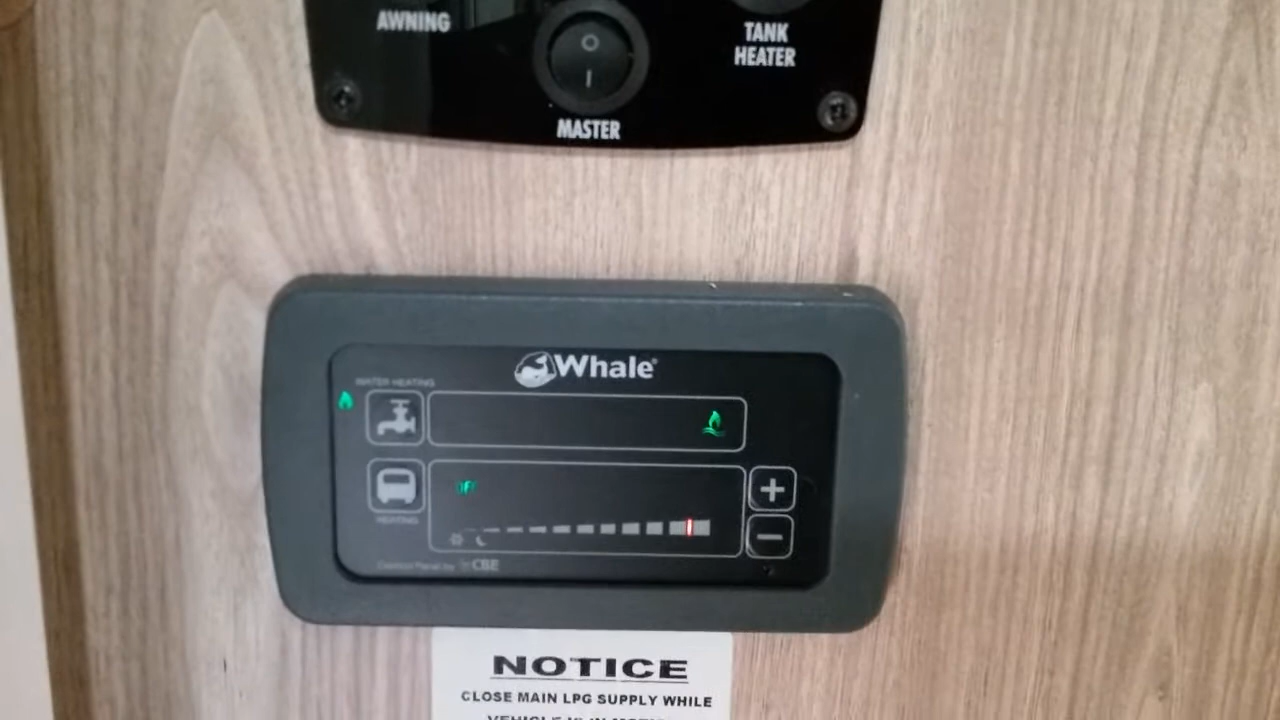 AWNING
TANK
HEATER
O
I
MASTER
Whale®
WATER HEATING
OFF
+
HEATING
−
Control Panel by CBE
NOTICE
CLOSE MAIN LPG SUPPLY WHILE
VEHICLE IS IN